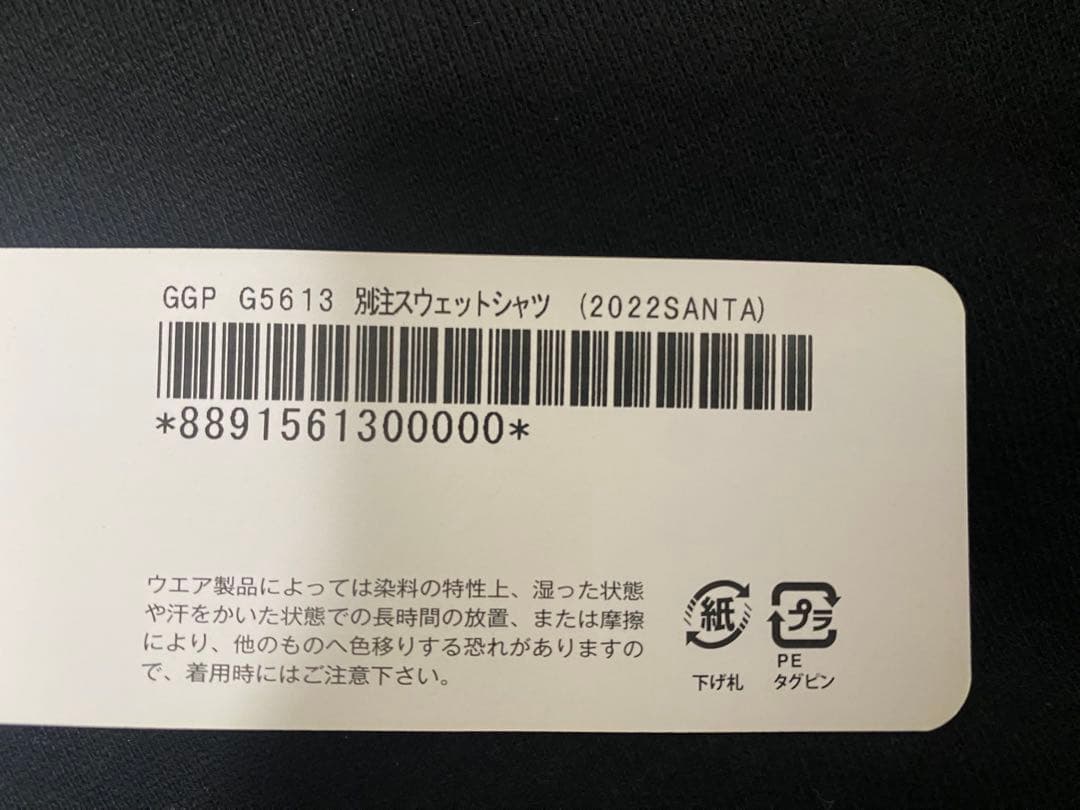 GGP G5613 別注スウェットシャツ (2022SANTA)
*8891561300000*
ウエア製品によっては染料の特性上、湿った状態
や汗をかいた状態での長時間の放置、または摩擦
により、他のものへ色移りする恐れがありますの
で、着用時にはご注意下さい。
紙
下げ札
プラ
PE
タグピン